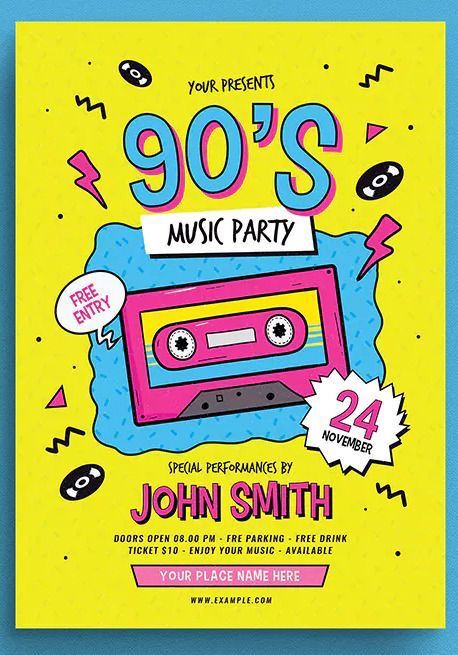 YOUR PRESENTS
90'S
MUSIC PARTY
FREE
ENTRY
24
NOVEMBER
SPECIAL PERFORMANCES BY
JOHN SMITH
DOORS OPEN 08.00 PM - FRE PARKING - FREE DRINK
TICKET $10 - ENJOY YOUR MUSIC - AVAILABLE
YOUR PLACE NAME HERE
WWW.EXAMPLE.COM